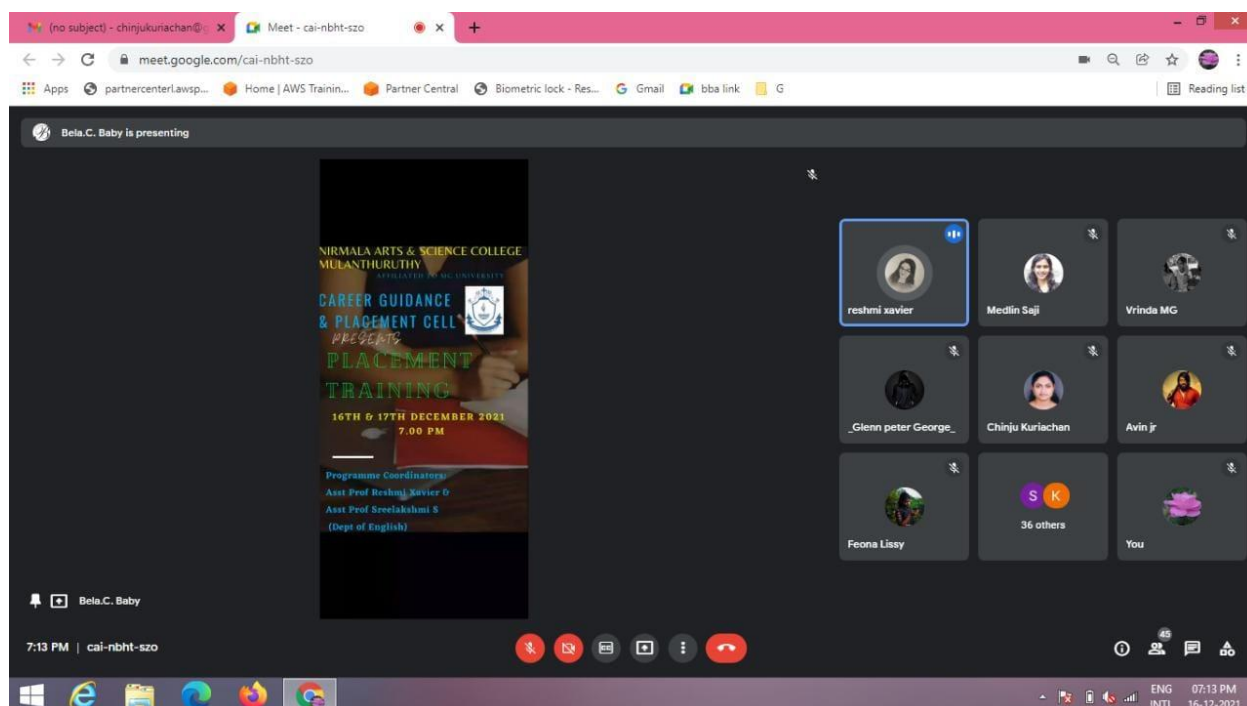 (no subject) - chinjukuriachan@g
Meet - cai-nbht-szo
meet.google.com/cai-nbht-szo
Apps
partnercenterl.awsp...
Home | AWS Trainin...
Partner Central
Biometric lock - Res...
Gmail
bba link
G
Reading list
Bela.C. Baby is presenting
NIRMALA ARTS & SCIENCE COLLEGE
MULANTHURUTHY
AFFILIATED TO MG UNIVERSITY
CAREER GUIDANCE
& PLACEMENT CELL
PRESENTS
PLACEMENT
TRAINING
16TH & 17TH DECEMBER 2021
7.00 PM
Programme Coordinators:
Asst Prof Reshmi Xavier &
Asst Prof Sreelakshmi S
(Dept of English)
reshmi xavier
Medlin Saji
Vrinda MG
_Glenn peter George_
Chinju Kuriachan
Avin jr
Feona Lissy
S K
36 others
You
Bela.C. Baby
7:13 PM | cai-nbht-szo
45
ENG
INTL
07:13 PM
16-12-2021